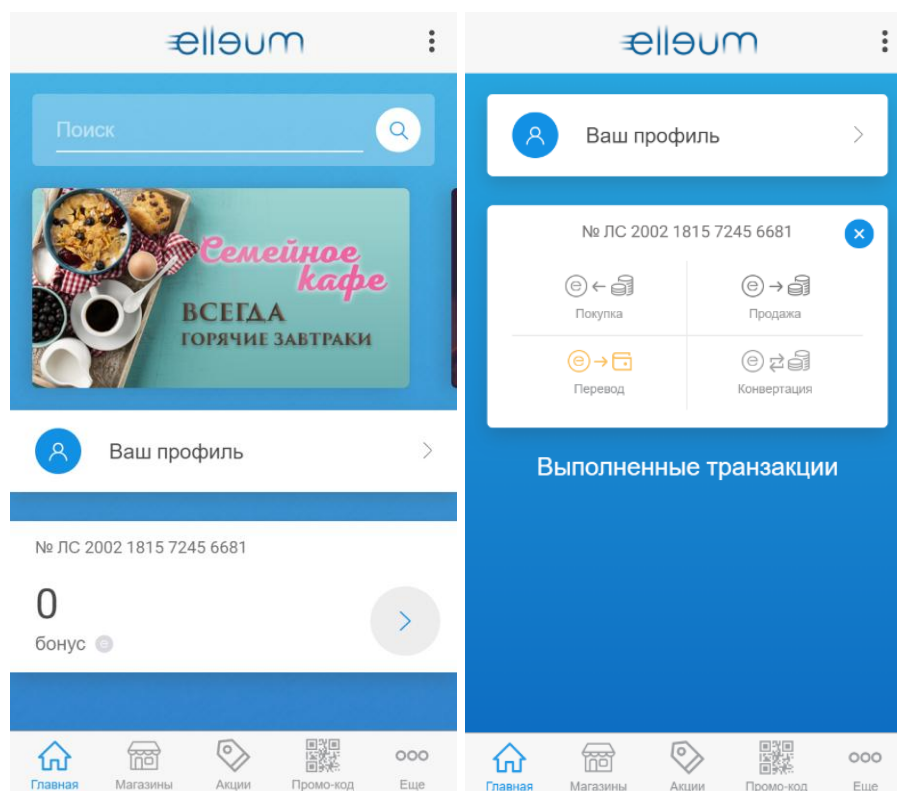 elleum
Поиск
Семейное
кафе
ВСЕГДА
ГОРЯЧИЕ ЗАВТРАКИ
Ваш профиль
№ ЛС 2002 1815 7245 6681
0
бонус e
Главная
Магазины
Акции
Промо-код
Еще
elleum
Ваш профиль
№ ЛС 2002 1815 7245 6681
Покупка
Продажа
Перевод
Конвертация
Выполненные транзакции
Главная
Магазины
Акции
Промо-код
Еще